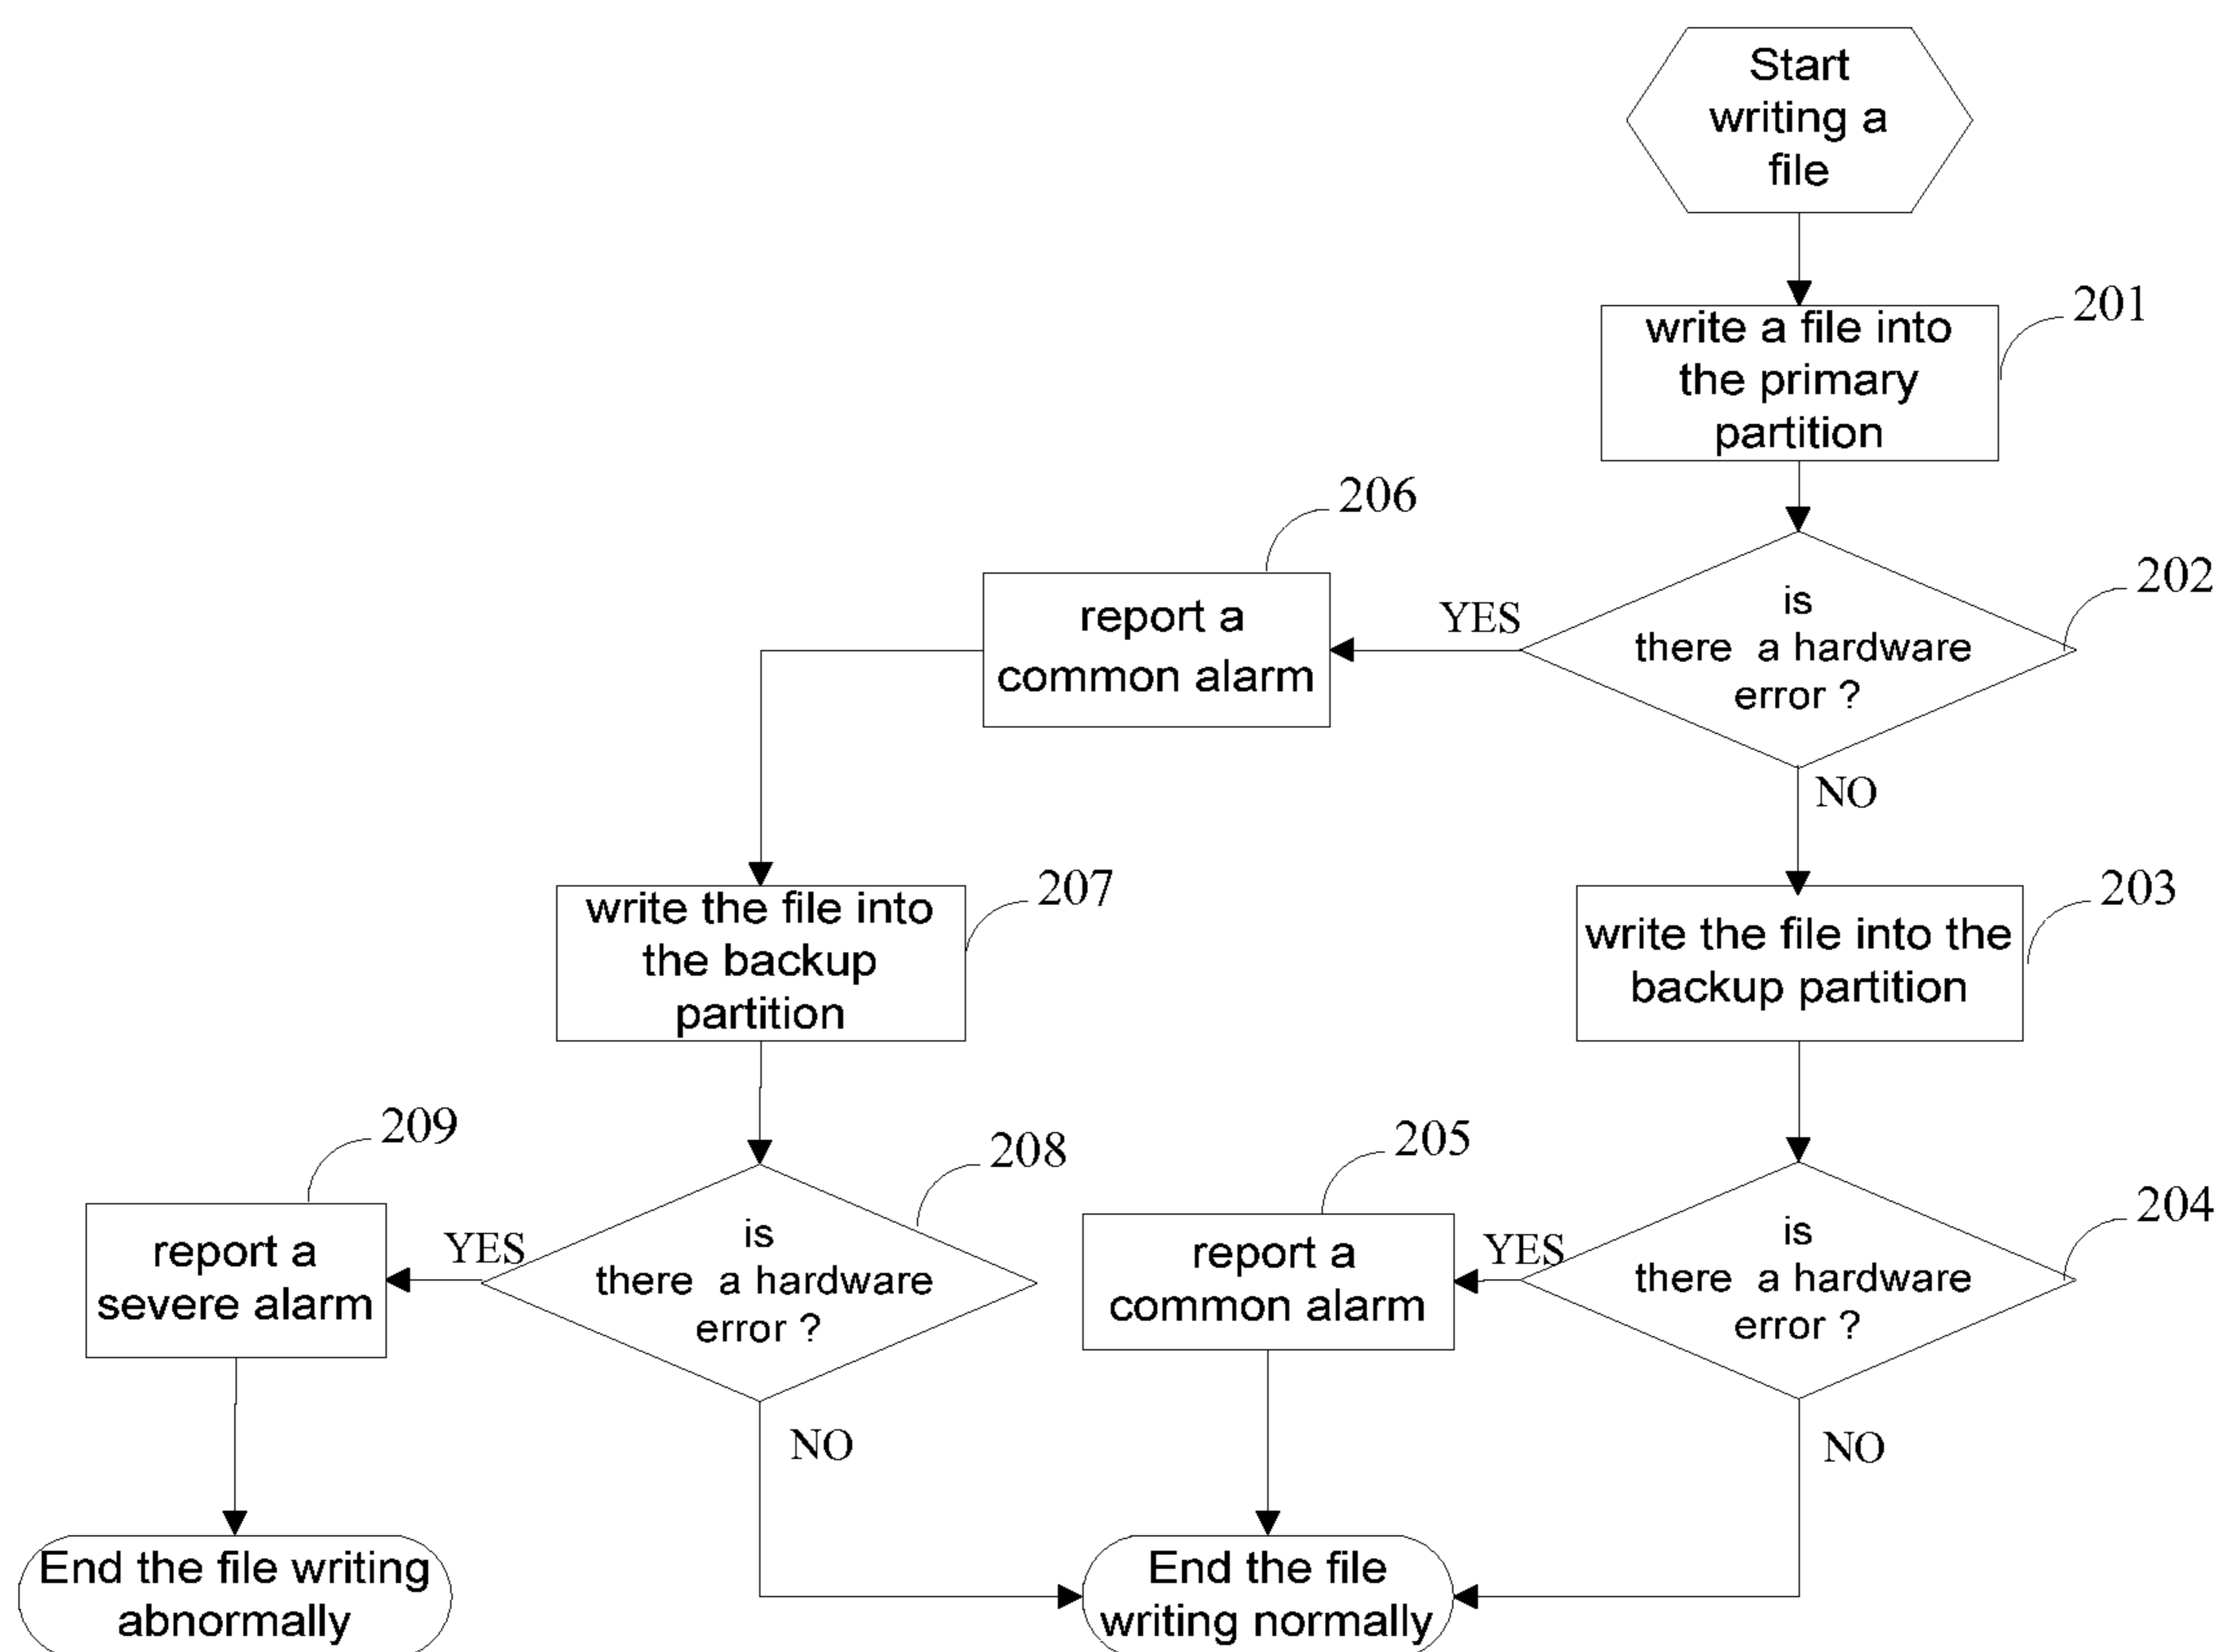 Start
writing a
file
201
write a file into
the primary
partition
206
202
report a
common alarm
YES
is
there a hardware
error ?
NO
207
203
write the file into
the backup
partition
write the file into the
backup partition
209
208
205
204
report a
severe alarm
YES
is
there a hardware
error ?
report a
common alarm
YES
is
there a hardware
error ?
NO
NO
End the file writing
abnormally
End the file
writing normally